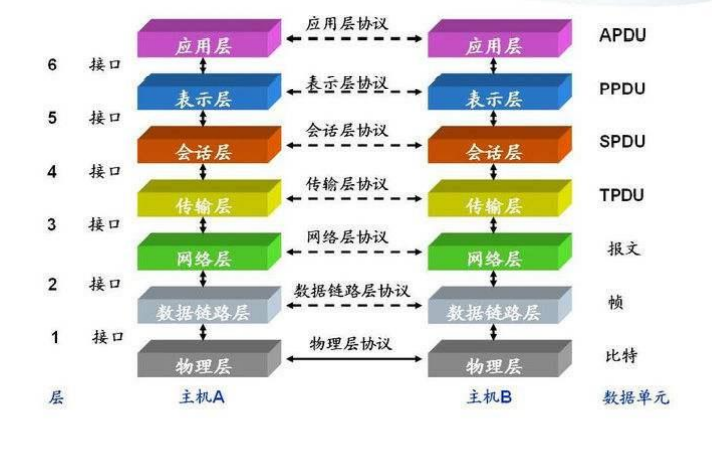 应用层 应用层协议 应用层 APDU
6 接口
表示层 表示层协议 表示层 PPDU
5 接口
会话层 会话层协议 会话层 SPDU
4 接口
传输层 传输层协议 传输层 TPDU
3 接口
网络层 网络层协议 网络层 报文
2 接口
数据链路层 数据链路层协议 数据链路层 帧
1 接口
物理层 物理层协议 物理层 比特
层 主机A 主机B 数据单元